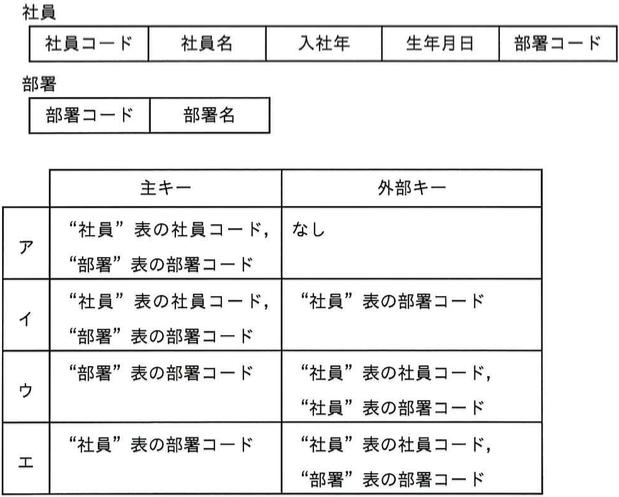 社員
社員コード 社員名 入社年 生年月日 部署コード
部署
部署コード 部署名
主キー 外部キー
ア “社員”表の社員コード， なし
“部署”表の部署コード
イ “社員”表の社員コード， “社員”表の部署コード
“部署”表の部署コード
ウ “部署”表の部署コード “社員”表の社員コード，
“社員”表の部署コード
エ “社員”表の部署コード “社員”表の社員コード，
“部署”表の部署コード